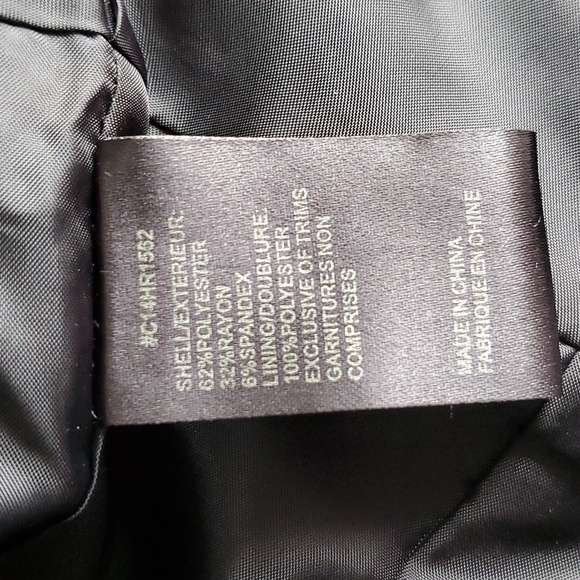 #C14HR1562
SHELL/EXTERIEUR:
62%POLYESTER
32%RAYON
6%SPANDEX
LINING/DOUBLURE:
100%POLYESTER
EXCLUSIVE OF TRIMS
GARNITURES NON
COMPRISES
MADE IN CHINA
FABRIQUE EN CHINE